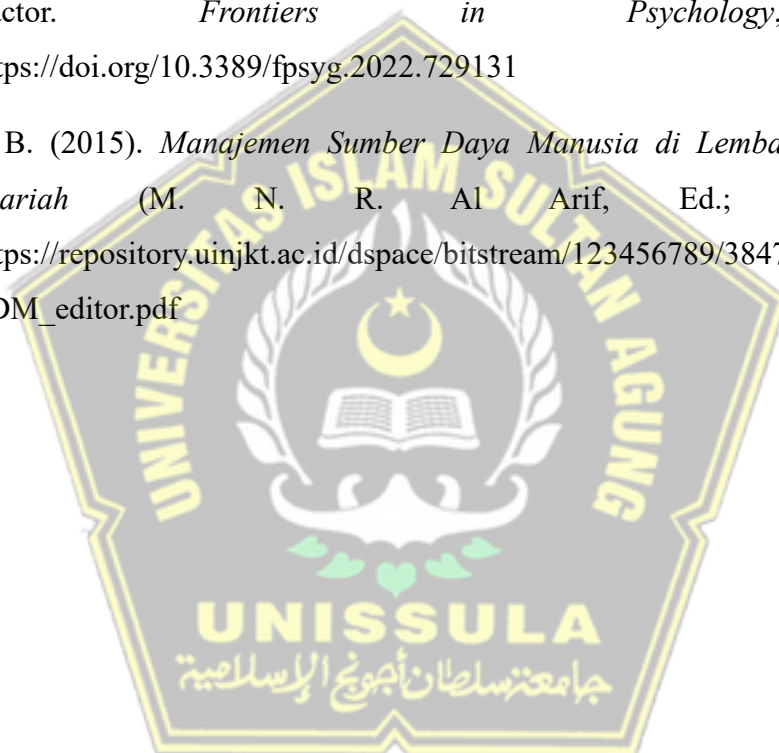 ctor. Frontiers in Psychology,
tps://doi.org/10.3389/fpsyg.2022.729131
B. (2015). Manajemen Sumber Daya Manusia di Lemba
ariah (M. N. R. Al Arif, Ed.;
tps://repository.uinjkt.ac.id/dspace/bitstream/123456789/3847
DM_editor.pdf
UNIVERSITAS ISLAM SULTAN AGUNG
UNISSULA
جامعة سلطان أجونج الإسلامية